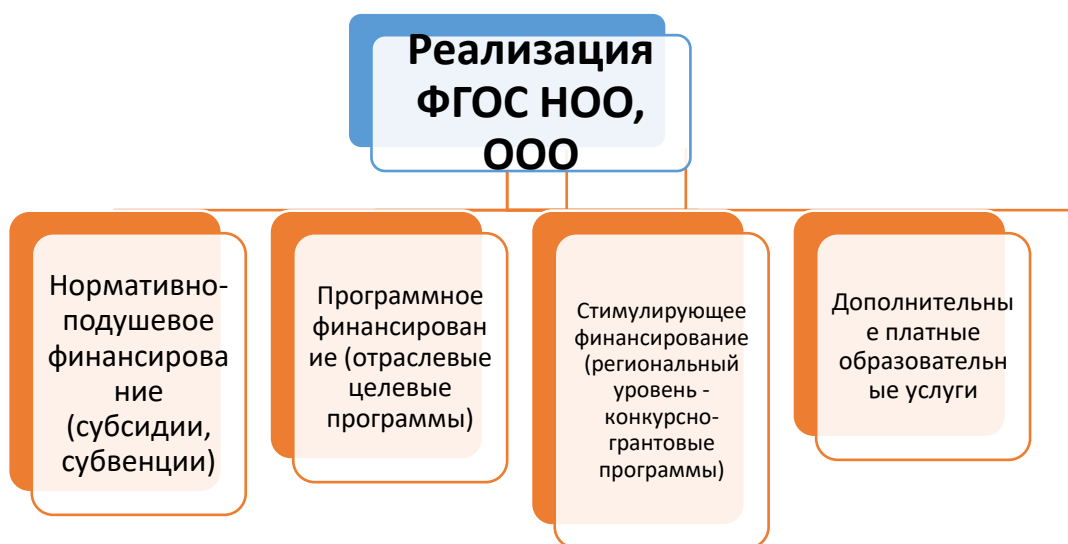 Реализация
ФГОС НОО,
ООО
Нормативно-
подушевое
финансирова
ние
(субсидии,
субвенции)
Программное
финансирован
ие (отраслевые
целевые
программы)
Стимулирующее
финансирование
(региональный
уровень -
конкурсно-
грантовые
программы)
Дополнительны
е платные
образовательн
ые услуги